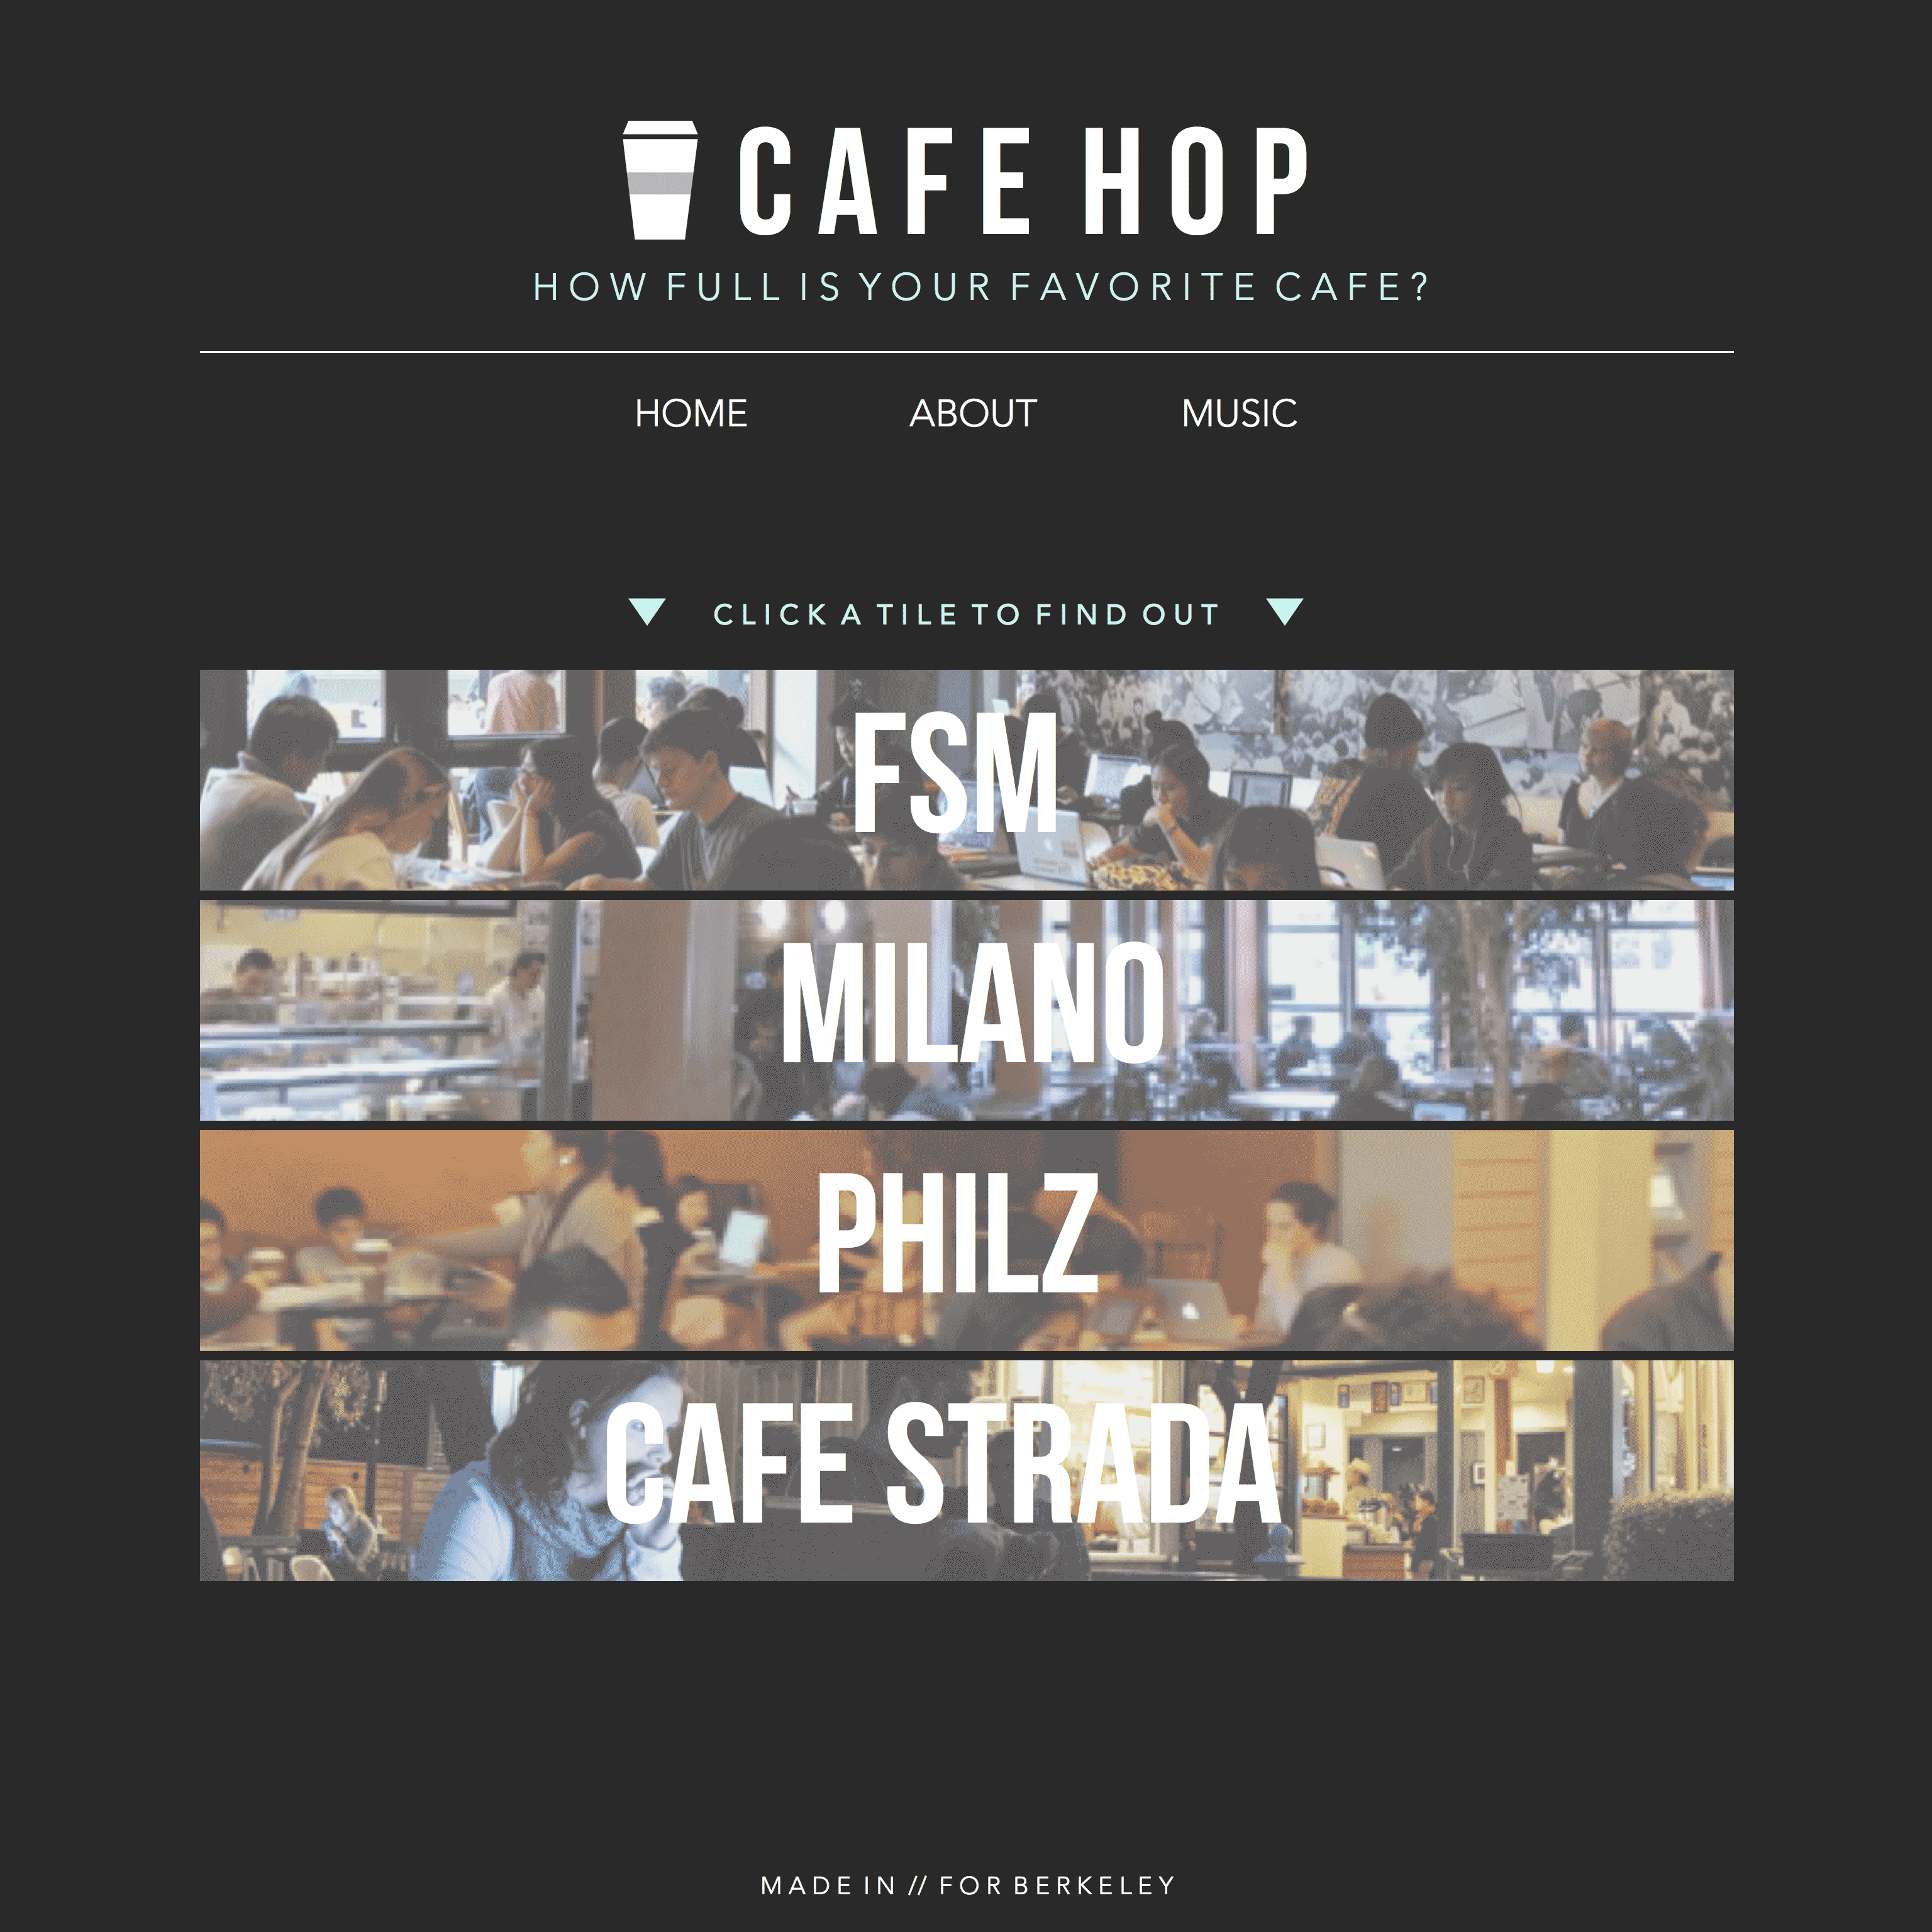 CAFE HOP
HOW FULL IS YOUR FAVORITE CAFE?
HOME ABOUT MUSIC
CLICK A TILE TO FIND OUT
FSM
MILANO
PHILZ
CAFE STRADA
MADE IN // FOR BERKELEY